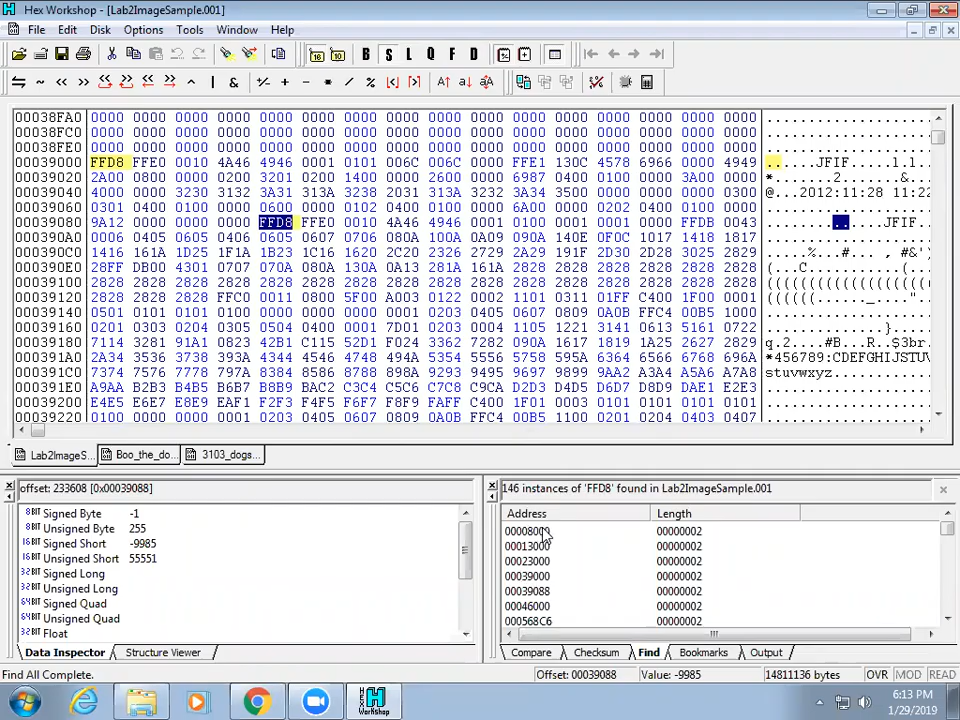 Hex Workshop - [Lab2ImageSample.001]
File Edit Disk Options Tools Window Help
B S L Q F D
00038FA0 0000 0000 0000 0000 0000 0000 0000 0000 0000 0000 0000 0000 0000 0000 0000 0000
00038FC0 0000 0000 0000 0000 0000 0000 0000 0000 0000 0000 0000 0000 0000 0000 0000 0000
00038FE0 0000 0000 0000 0000 0000 0000 0000 0000 0000 0000 0000 0000 0000 0000 0000 0000
00039000 FFD8 FFE0 0010 4A46 4946 0001 0101 006C 006C 0000 FFE1 130C 4578 6966 0000 4949 ......JFIF.....l.l
00039020 2A00 0800 0000 0200 3201 0200 1400 0000 2600 0000 6987 0400 0100 0000 3A00 0000 *.......2.......&.
00039040 4000 0000 3230 3132 3A31 313A 3238 2031 313A 3232 3A34 3500 0000 0000 0000 0300 @...2012:11:28 11:22
00039060 0301 0400 0100 0000 0600 0000 0102 0400 0100 0000 6A00 0000 0202 0400 0100 0000
00039080 9A12 0000 0000 0000 FFD8 FFE0 0010 4A46 4946 0001 0100 0001 0001 0000 FFDB 0043 JFIF
000390A0 0006 0405 0605 0406 0605 0607 0706 080A 100A 0A09 090A 140E 0F0C 1017 1418 1817
000390C0 1416 161A 1D25 1F1A 1B23 1C16 1620 2C20 2326 2729 2A29 191F 2D30 2D28 3025 2829
000390E0 28FF DB00 4301 0707 070A 080A 130A 0A13 281A 161A 2828 2828 2828 2828 2828 2828
00039100 2828 2828 2828 2828 2828 2828 2828 2828 2828 2828 2828 2828 2828 2828 2828 2828
00039120 2828 2828 2828 FFC0 0011 0800 5F00 A003 0122 0002 1101 0311 01FF C400 1F00 0001
00039140 0501 0101 0101 0100 0000 0000 0000 0001 0203 0405 0607 0809 0A0B FFC4 00B5 1000
00039160 0201 0303 0204 0305 0504 0400 0001 7D01 0203 0004 1105 1221 3141 0613 5161 0722
00039180 7114 3281 91A1 0823 42B1 C115 52D1 F024 3362 7282 090A 1617 1819 1A25 2627 2829 q.2....#B...R..$3br.
000391A0 2A34 3536 3738 393A 4344 4546 4748 494A 5354 5556 5758 595A 6364 6566 6768 696A *456789:CDEFGHIJSTUV
000391C0 7374 7576 7778 797A 8384 8586 8788 898A 9293 9495 9697 9899 9AA2 A3A4 A5A6 A7A8 stuvwxyz
000391E0 A9AA B2B3 B4B5 B6B7 B8B9 BAC2 C3C4 C5C6 C7C8 C9CA D2D3 D4D5 D6D7 D8D9 DAE1 E2E3
00039200 E4E5 E6E7 E8E9 EAF1 F2F3 F4F5 F6F7 F8F9 FAFF C400 1F01 0003 0101 0101 0101 0101
00039220 0100 0000 0000 0001 0203 0405 0607 0809 0A0B FFC4 00B5 1100 0201 0204 0403 0407
Lab2ImageS... Boo_the_do... 3103_dogs...
offset: 233608 [0x00039088]
8BIT Signed Byte -1
8BIT Unsigned Byte 255
16BIT Signed Short -9985
16BIT Unsigned Short 55551
32BIT Signed Long
32BIT Unsigned Long
64BIT Signed Quad
64BIT Unsigned Quad
32BIT Float
Data Inspector Structure Viewer
146 instances of 'FFD8' found in Lab2ImageSample.001
Address Length
00008000 00000002
00013000 00000002
00023000 00000002
00039000 00000002
00039088 00000002
00046000 00000002
000568C6 00000002
Compare Checksum Find Bookmarks Output
Find All Complete. Offset: 00039088 Value: -9985 14811136 bytes OVR MOD READ
Hex Workshop
6:13 PM
1/29/2019